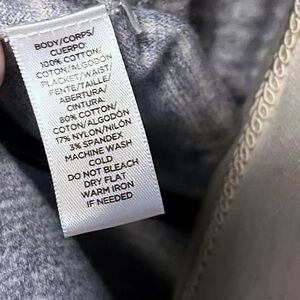 BODY/CORPS/
CUERPO:
100% COTTON/
COTON/ALGODÓN
PLACKET/WAIST/
FENTE/TAILLE/
ABERTURA/
CINTURA:
80% COTTON/
COTON/ALGODÓN
17% NYLON/NILÓN
3% SPANDEX
MACHINE WASH
COLD
DO NOT BLEACH
DRY FLAT
WARM IRON
IF NEEDED